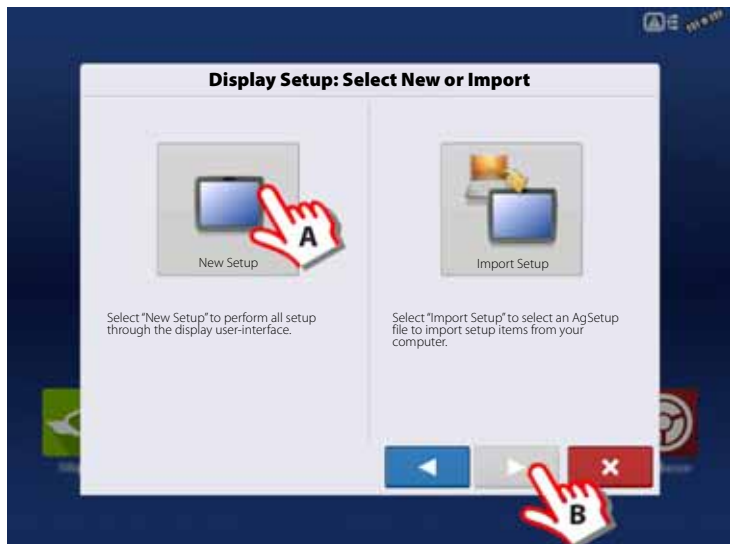 Display Setup: Select New or Import
A
New Setup
Select "New Setup" to perform all setup
through the display user-interface.
Import Setup
Select "Import Setup" to select an AgSetup
file to import setup items from your
computer.
B